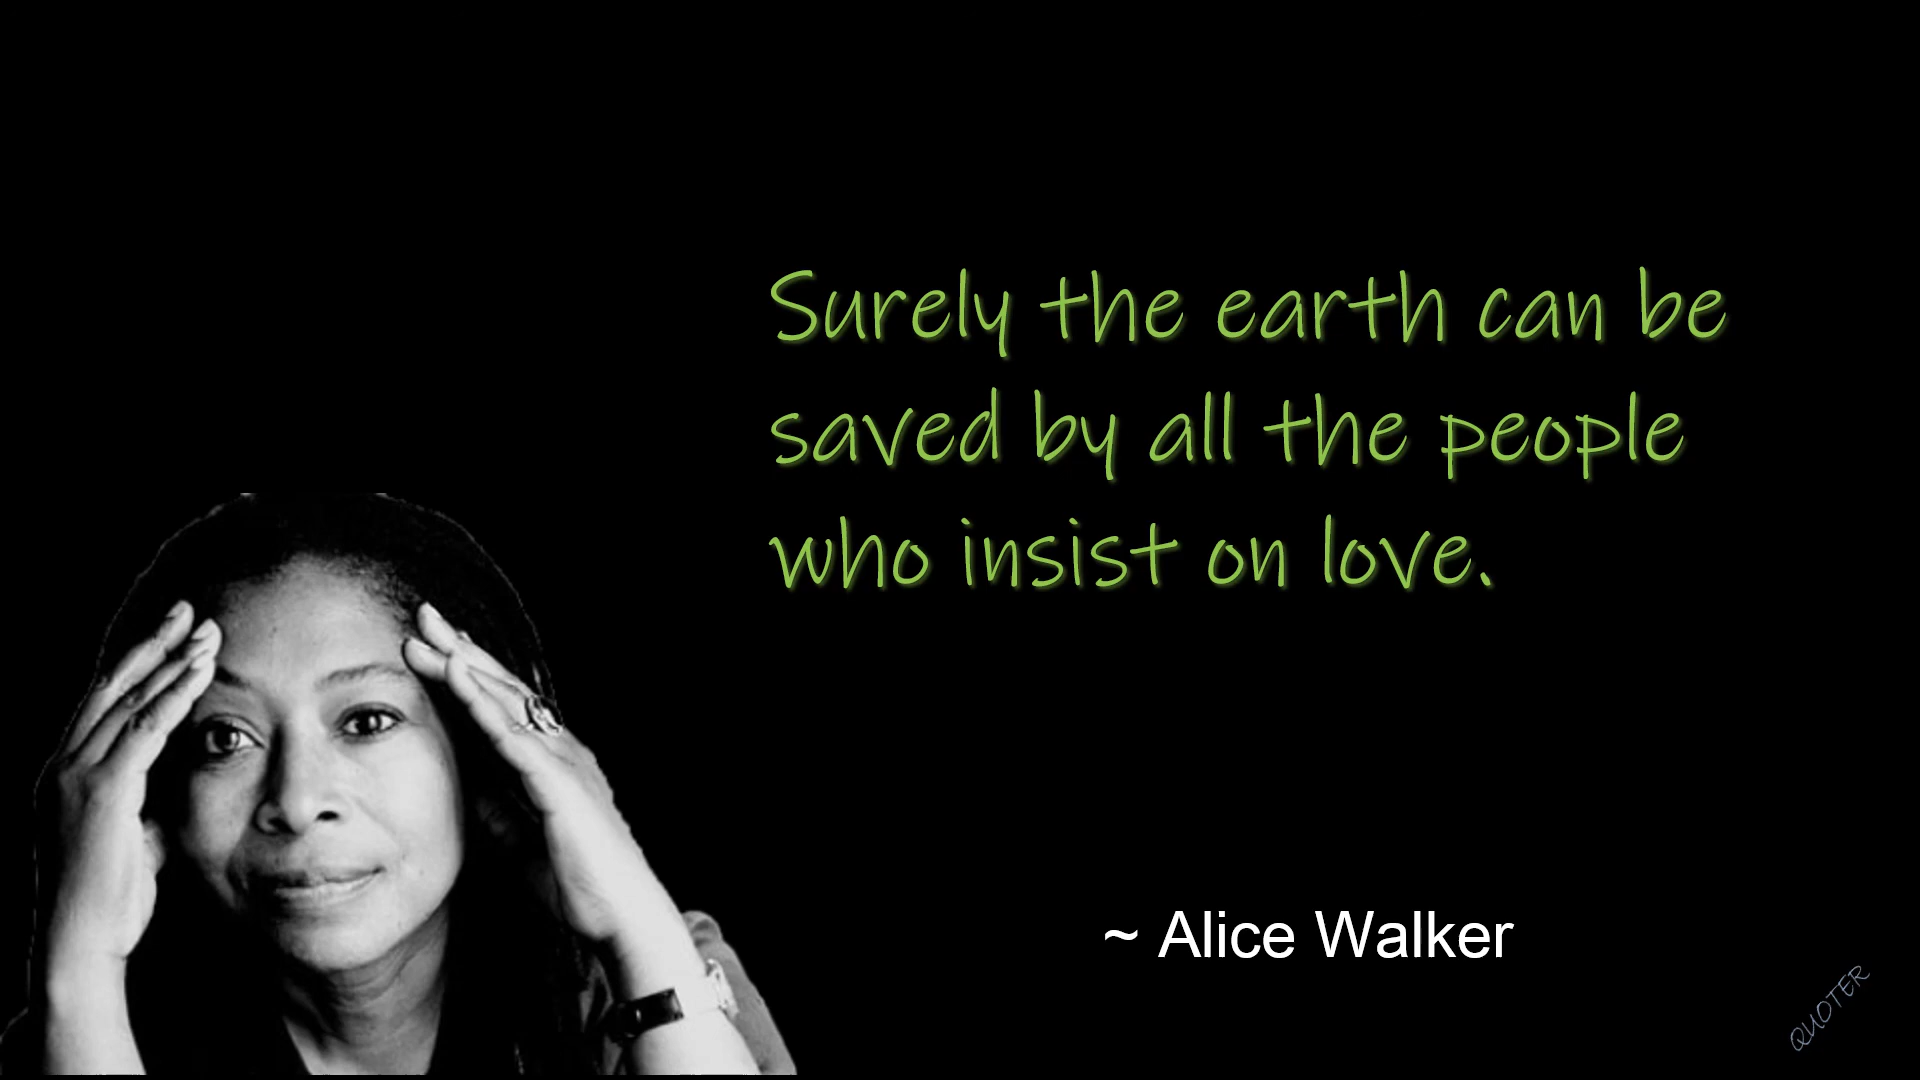 Surely the earth can be
saved by all the people
who insist on love.
~ Alice Walker
QUOTER